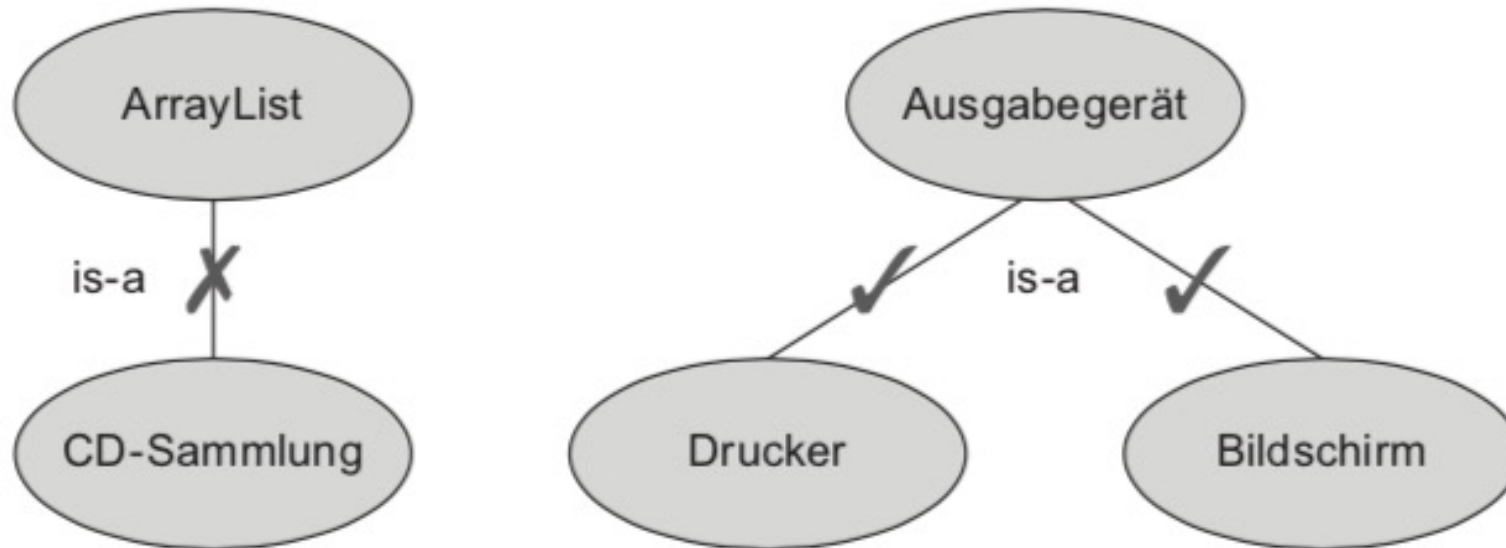 ArrayList
Ausgabegerät
is-a
is-a
CD-Sammlung
Drucker
Bildschirm